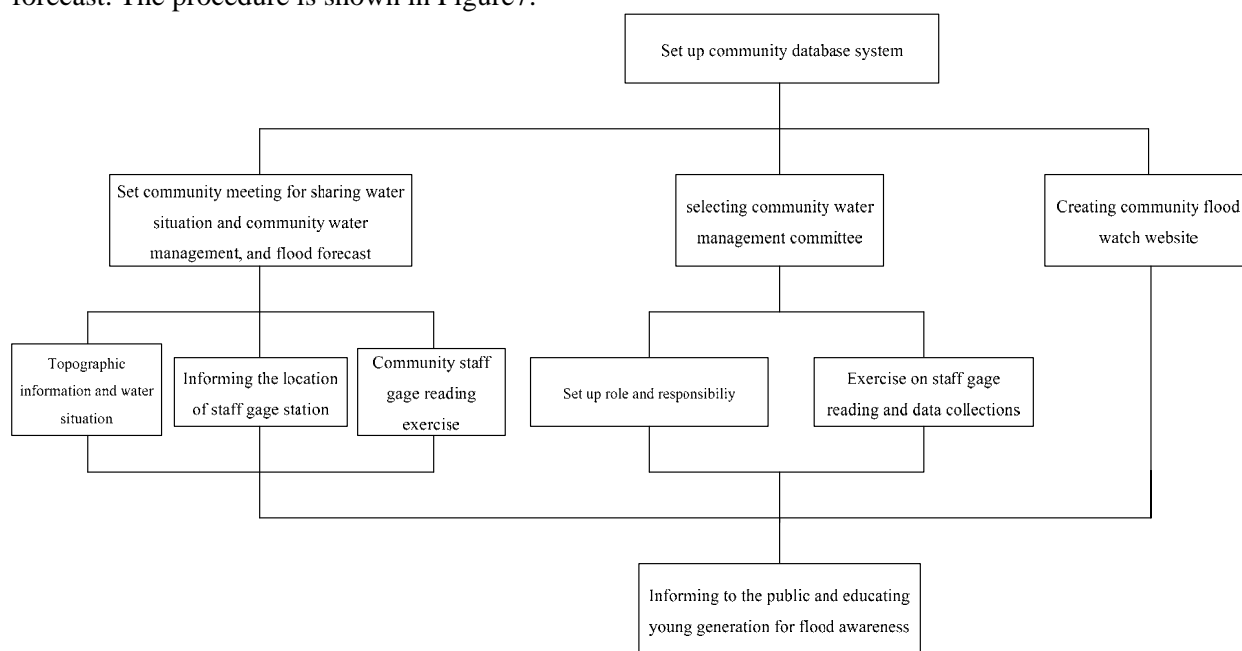 forecast. The procedure is shown in Figure7.
Set up community database system
Set community meeting for sharing water
situation and community water
management, and flood forecast
selecting community water
management committee
Creating community flood
watch website
Topographic
information and water
situation
Informing the location
of staff gage station
Community staff
gage reading
exercise
Set up role and responsibiliy
Exercise on staff gage
reading and data collections
Informing to the public and educating
young generation for flood awareness